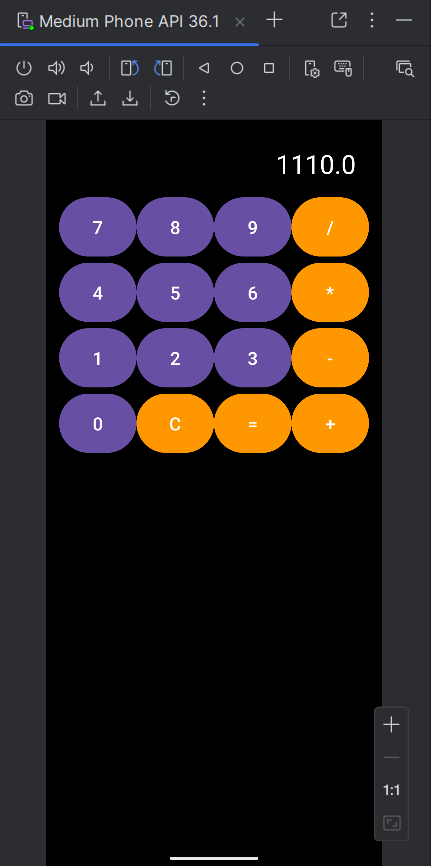 Medium Phone API 36.1
1110.0
7 8 9 /
4 5 6 *
1 2 3 -
0 C = +
1:1